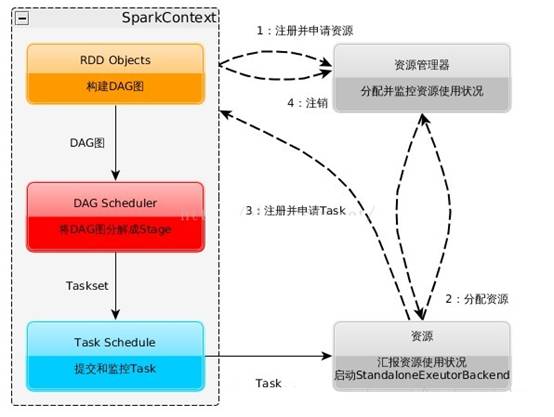 SparkContext
RDD Objects
构建DAG图
DAG图
DAG Scheduler
将DAG图分解成Stage
Taskset
Task Schedule
提交和监控Task
Task
1：注册并申请资源
4：注销
资源管理器
分配并监控资源使用状况
3：注册并申请Task
2：分配资源
资源
汇报资源使用状况
启动StandaloneExeutorBackend